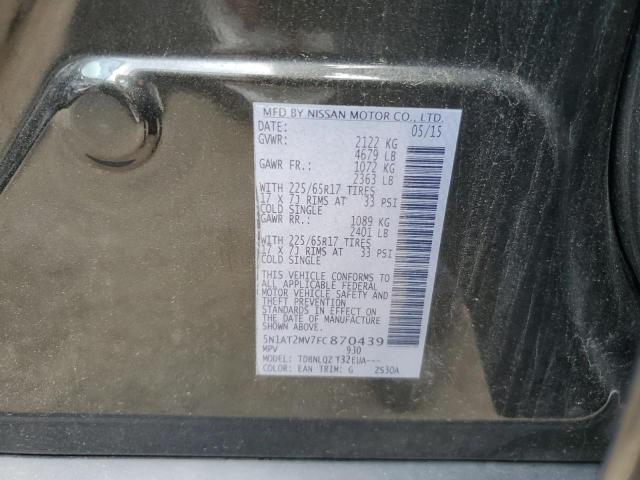 MFD BY NISSAN MOTOR CO., LTD.
DATE: 05/15
GVWR: 2122 KG
4679 LB
GAWR FR.: 1072 KG
2363 LB
WITH 225/65R17 TIRES
17 X 7J RIMS AT 33 PSI
COLD SINGLE
GAWR RR.: 1089 KG
2401 LB
WITH 225/65R17 TIRES
17 X 7J RIMS AT 33 PSI
COLD SINGLE
THIS VEHICLE CONFORMS TO
ALL APPLICABLE FEDERAL
MOTOR VEHICLE SAFETY AND
THEFT PREVENTION
STANDARDS IN EFFECT ON THE
DATE OF MANUFACTURE
5N1AT2MV7FC870439
MPV 930
MODEL: TDBNLQZ T32EUA---
COLOR: EAN TRIM: G ZS30A